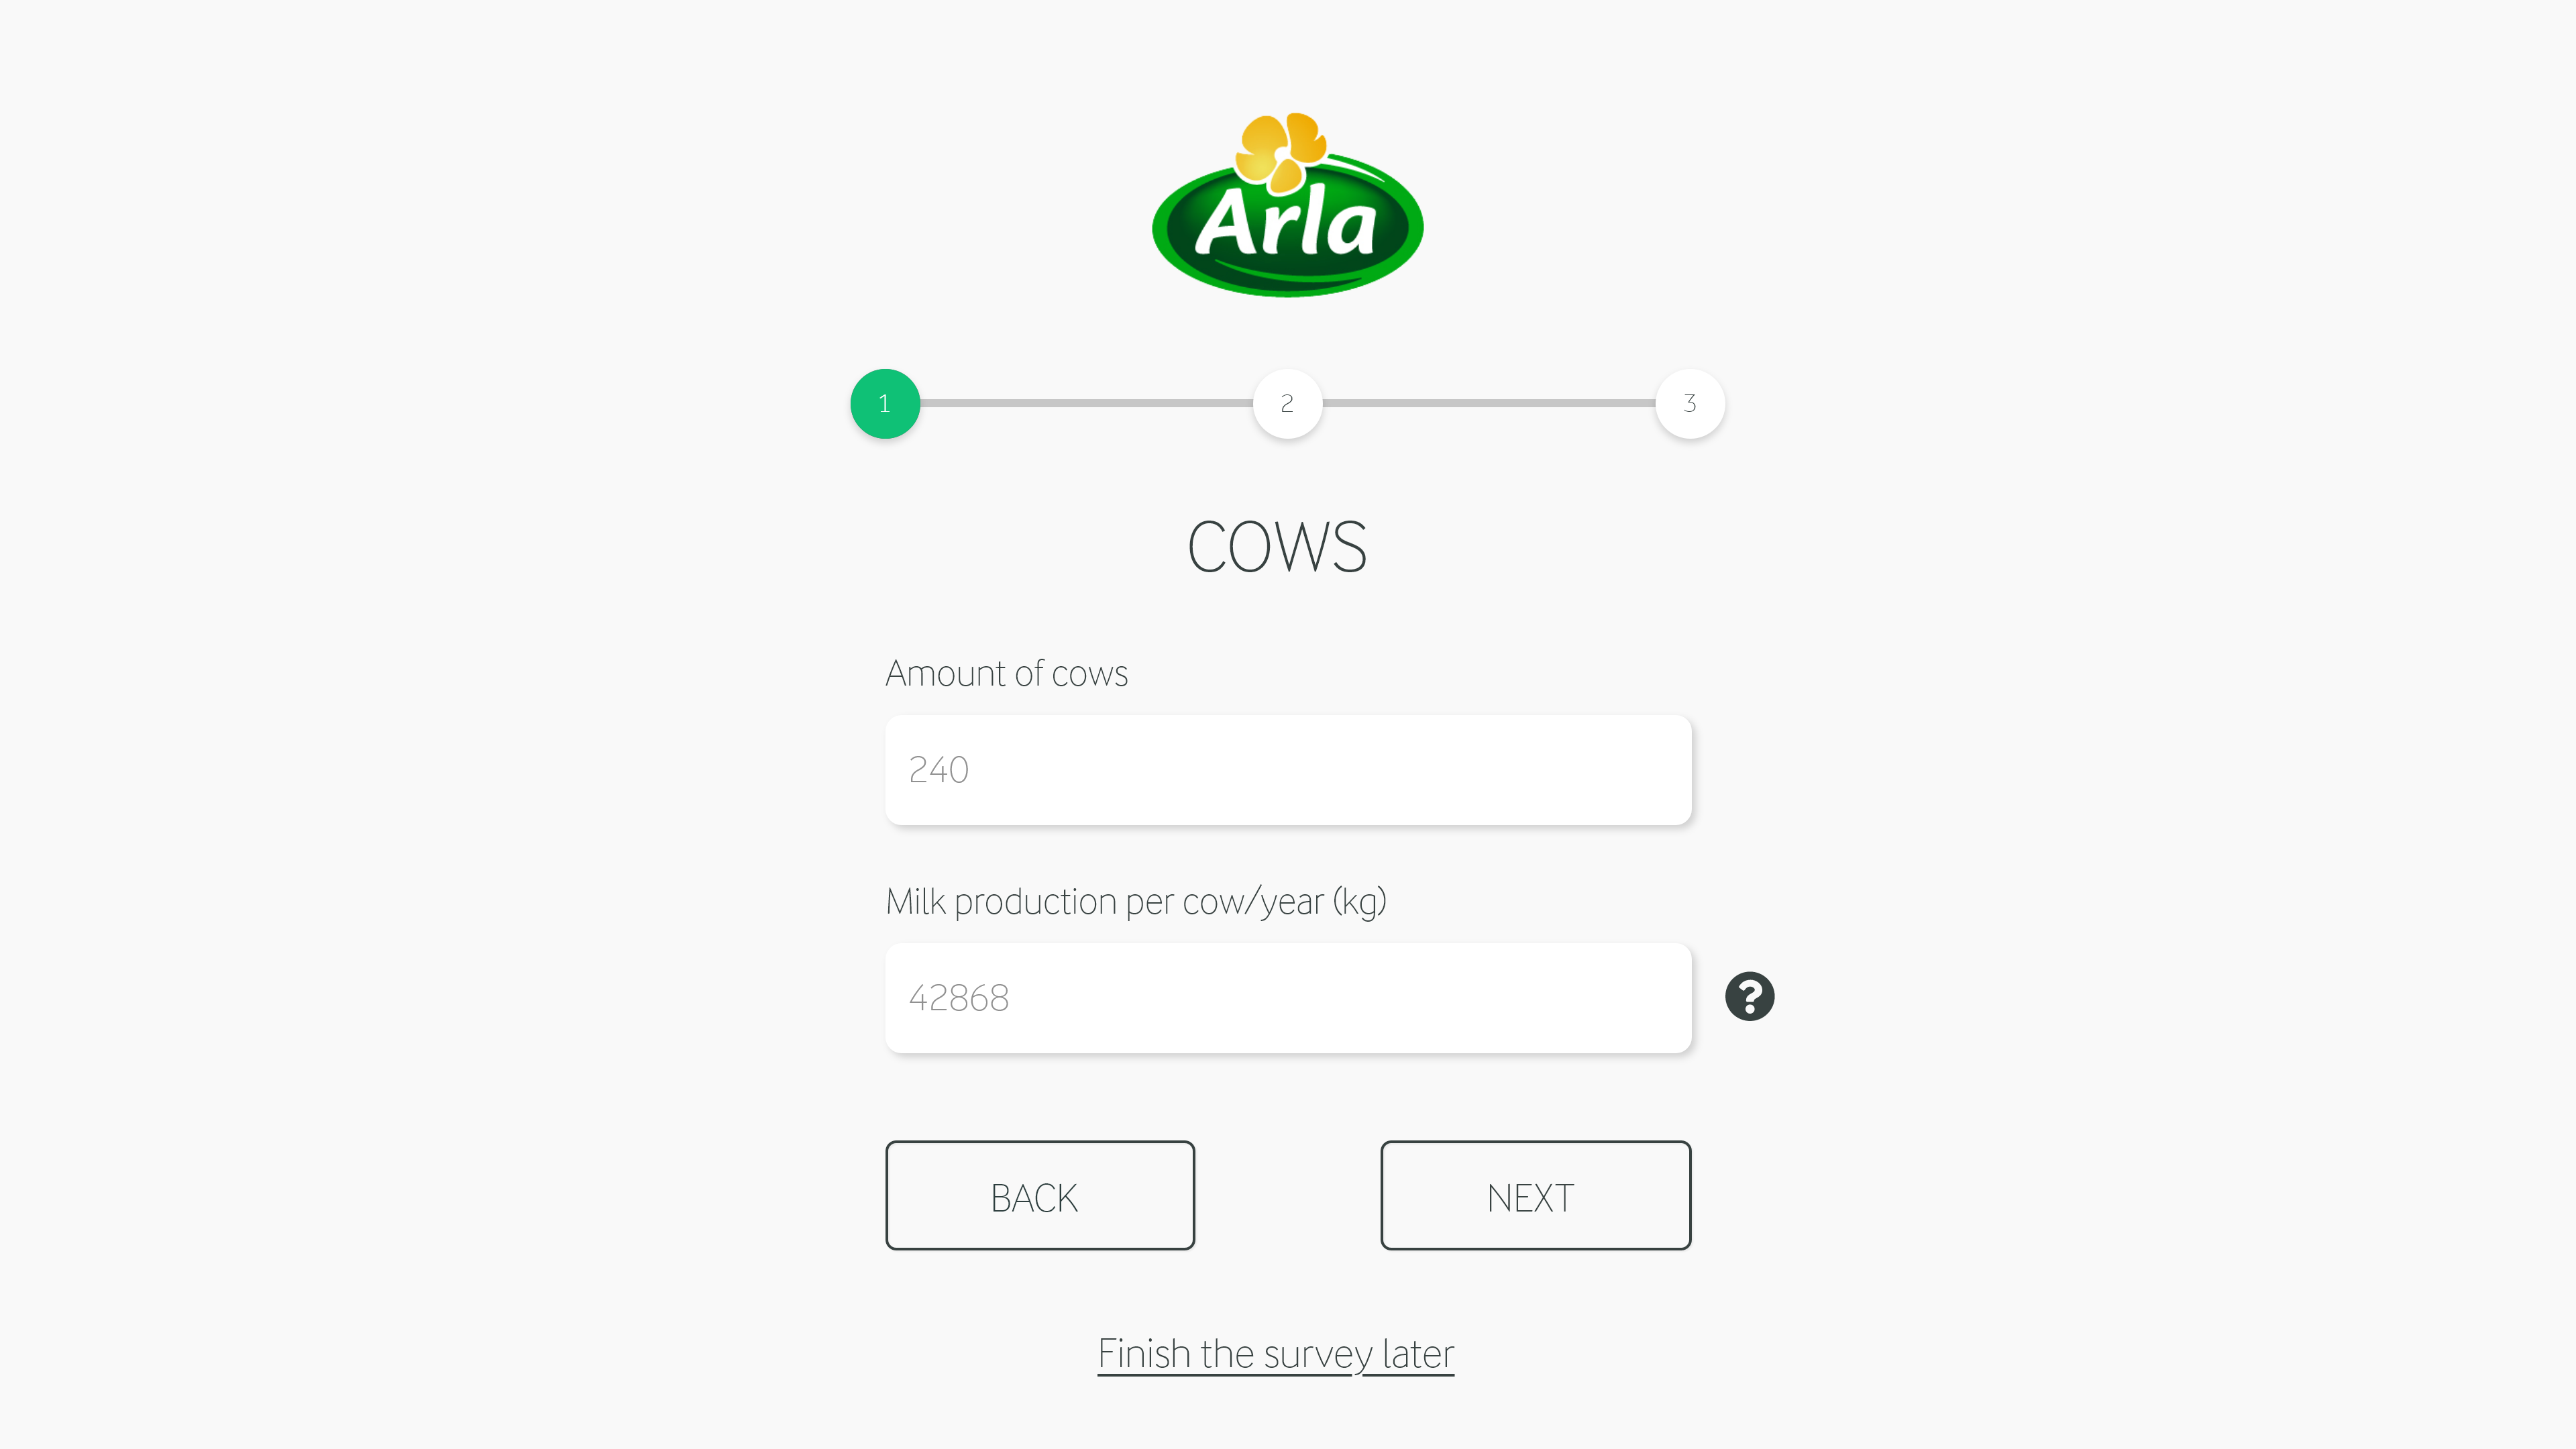 Arla
1
2
3
COWS
Amount of cows
240
Milk production per cow/year (kg)
42868
?
BACK
NEXT
Finish the survey later